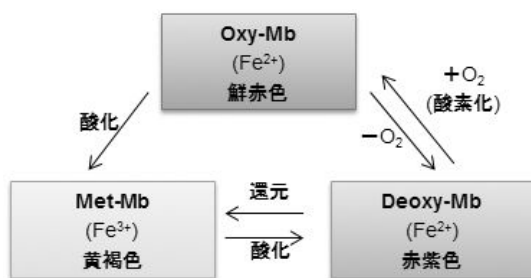 Oxy-Mb
(Fe²⁺)
鮮赤色
酸化
+O₂
(酸素化)
−O₂
Met-Mb
(Fe³⁺)
黄褐色
還元
酸化
Deoxy-Mb
(Fe²⁺)
赤紫色